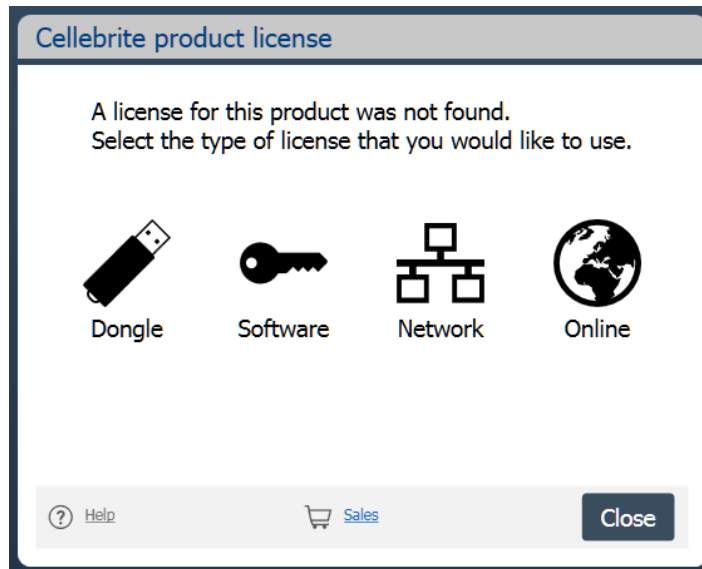 Cellebrite product license
A license for this product was not found.
Select the type of license that you would like to use.
Dongle
Software
Network
Online
Help
Sales
Close